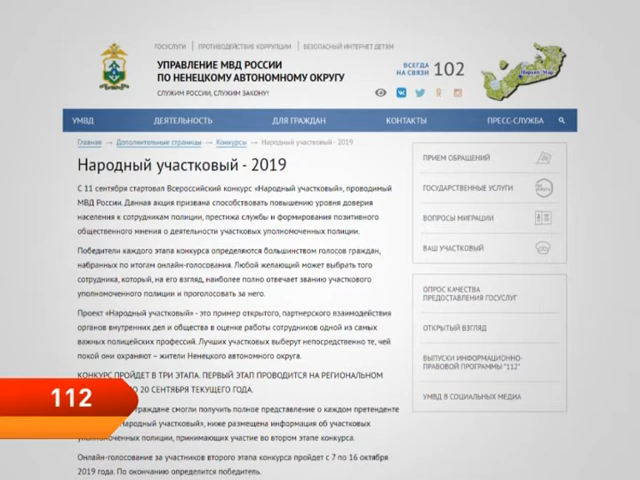 ГОСУСЛУГИ ПРОТИВОДЕЙСТВИЕ КОРРУПЦИИ БЕЗОПАСНЫЙ ИНТЕРНЕТ ДЕТЯМ
УПРАВЛЕНИЕ МВД РОССИИ
ПО НЕНЕЦКОМУ АВТОНОМНОМУ ОКРУГУ
СЛУЖИМ РОССИИ, СЛУЖИМ ЗАКОНУ!
ВСЕГДА
НА СВЯЗИ 102
Нарьян-Мар
УМВД ДЕЯТЕЛЬНОСТЬ ДЛЯ ГРАЖДАН КОНТАКТЫ ПРЕСС-СЛУЖБА
Главная → Дополнительные страницы → Конкурсы → Народный участковый - 2019
Народный участковый - 2019
С 11 сентября стартовал Всероссийский конкурс «Народный участковый», проводимый
МВД России. Данная акция призвана способствовать повышению уровня доверия
населения к сотрудникам полиции, престижа службы и формирования позитивного
общественного мнения о деятельности участковых уполномоченных полиции.
Победители каждого этапа конкурса определяются большинством голосов граждан,
набранных по итогам онлайн-голосования. Любой желающий может выбрать того
сотрудника, который, на его взгляд, наиболее полно отвечает званию участкового
уполномоченного полиции и проголосовать за него.
Проект «Народный участковый» - это пример открытого, партнерского взаимодействия
органов внутренних дел и общества в оценке работы сотрудников одной из самых
важных полицейских профессий. Лучших участковых выберут непосредственно те, чей
покой они охраняют – жители Ненецкого автономного округа.
КОНКУРС ПРОЙДЕТ В ТРИ ЭТАПА. ПЕРВЫЙ ЭТАП ПРОВОДИТСЯ НА РЕГИОНАЛЬНОМ
20 СЕНТЯБРЯ ТЕКУЩЕГО ГОДА.
граждане смогли получить полное представление о каждом претенденте
Народный участковый», ниже размещена информация об участковых
уполномоченных полиции, принимающих участие во втором этапе конкурса.
Онлайн-голосование за участников второго этапа конкурса пройдет с 7 по 16 октября
2019 года. По окончанию определится победитель.
ПРИЕМ ОБРАЩЕНИЙ
ГОСУДАРСТВЕННЫЕ УСЛУГИ
ВОПРОСЫ МИГРАЦИИ
ВАШ УЧАСТКОВЫЙ
ОПРОС КАЧЕСТВА
ПРЕДОСТАВЛЕНИЯ ГОСУСЛУГ
ОТКРЫТЫЙ ВЗГЛЯД
ВЫПУСКИ ИНФОРМАЦИОННО-
ПРАВОВОЙ ПРОГРАММЫ "112"
УМВД В СОЦИАЛЬНЫХ МЕДИА
112